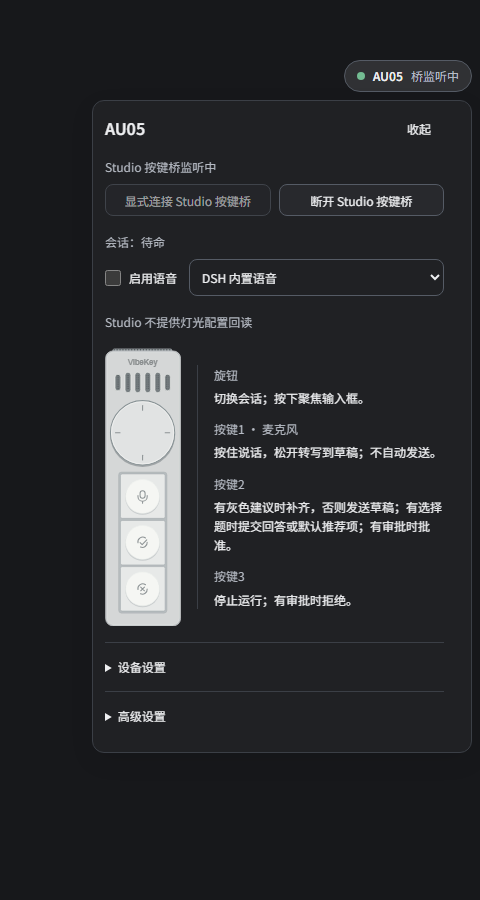 AU05 桥监听中
AU05
收起
Studio 按键桥监听中
显式连接 Studio 按键桥
断开 Studio 按键桥
会话：待命
启用语音
DSH 内置语音
Studio 不提供灯光配置回读
VibeKey
旋钮
切换会话；按下聚焦输入框。
按键1 · 麦克风
按住说话，松开转写到草稿；不自动发送。
按键2
有灰色建议时补齐，否则发送草稿；有选择
题时提交回答或默认推荐项；有审批时批
准。
按键3
停止运行；有审批时拒绝。
设备设置
高级设置